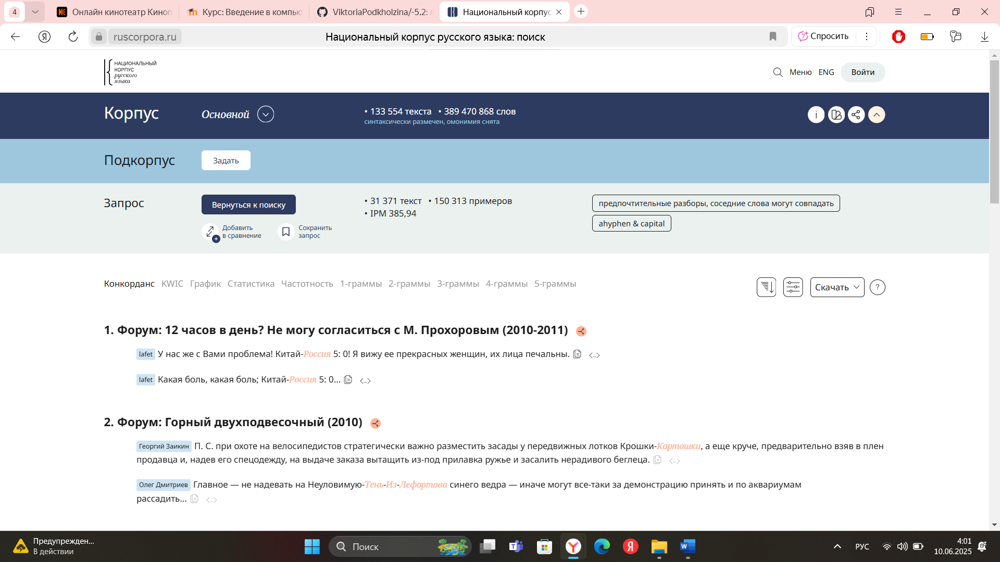 4
Онлайн кинотеатр Киноп
Курс: Введение в компью
ViktoriaPodkholzina/-5.2: л
Национальный корпус
ruscorpora.ru
Национальный корпус русского языка: поиск
Спросить
НАЦИОНАЛЬНЫЙ
КОРПУС
русского
языка
Меню ENG Войти
Корпус Основной
• 133 554 текста • 389 470 868 слов
синтаксически размечен, омонимия снята
Подкорпус Задать
Запрос Вернуться к поиску
• 31 371 текст • 150 313 примеров
• IPM 385,94
предпочтительные разборы, соседние слова могут совпадать
ahyphen & capital
Добавить
в сравнение
Сохранить
запрос
Конкорданс KWIC График Статистика Частотность 1-граммы 2-граммы 3-граммы 4-граммы 5-граммы
Скачать ?
1. Форум: 12 часов в день? Не могу согласиться с М. Прохоровым (2010-2011)
lafet У нас же с Вами проблема! Китай-Россия 5: 0! Я вижу ее прекрасных женщин, их лица печальны. <...>
lafet Какая боль, какая боль; Китай-Россия 5: 0... <...>
2. Форум: Горный двухподвесочный (2010)
Георгий Заикин П. С. при охоте на велосипедистов стратегически важно разместить засады у передвижных лотков Крошки-Картошки, а еще круче, предварительно взяв в плен
продавца и, надев его спецодежду, на выдаче заказа вытащить из-под прилавка ружье и засалить нерадивого беглеца. <...>
Олег Дмитриев Главное — не надевать на Неуловимую-Тень-Из-Лефортова синего ведра — иначе могут все-таки за демонстрацию принять и по аквариумам
рассадить... <...>
Предупрежден...
В действии
Поиск
РУС
4:01
10.06.2025